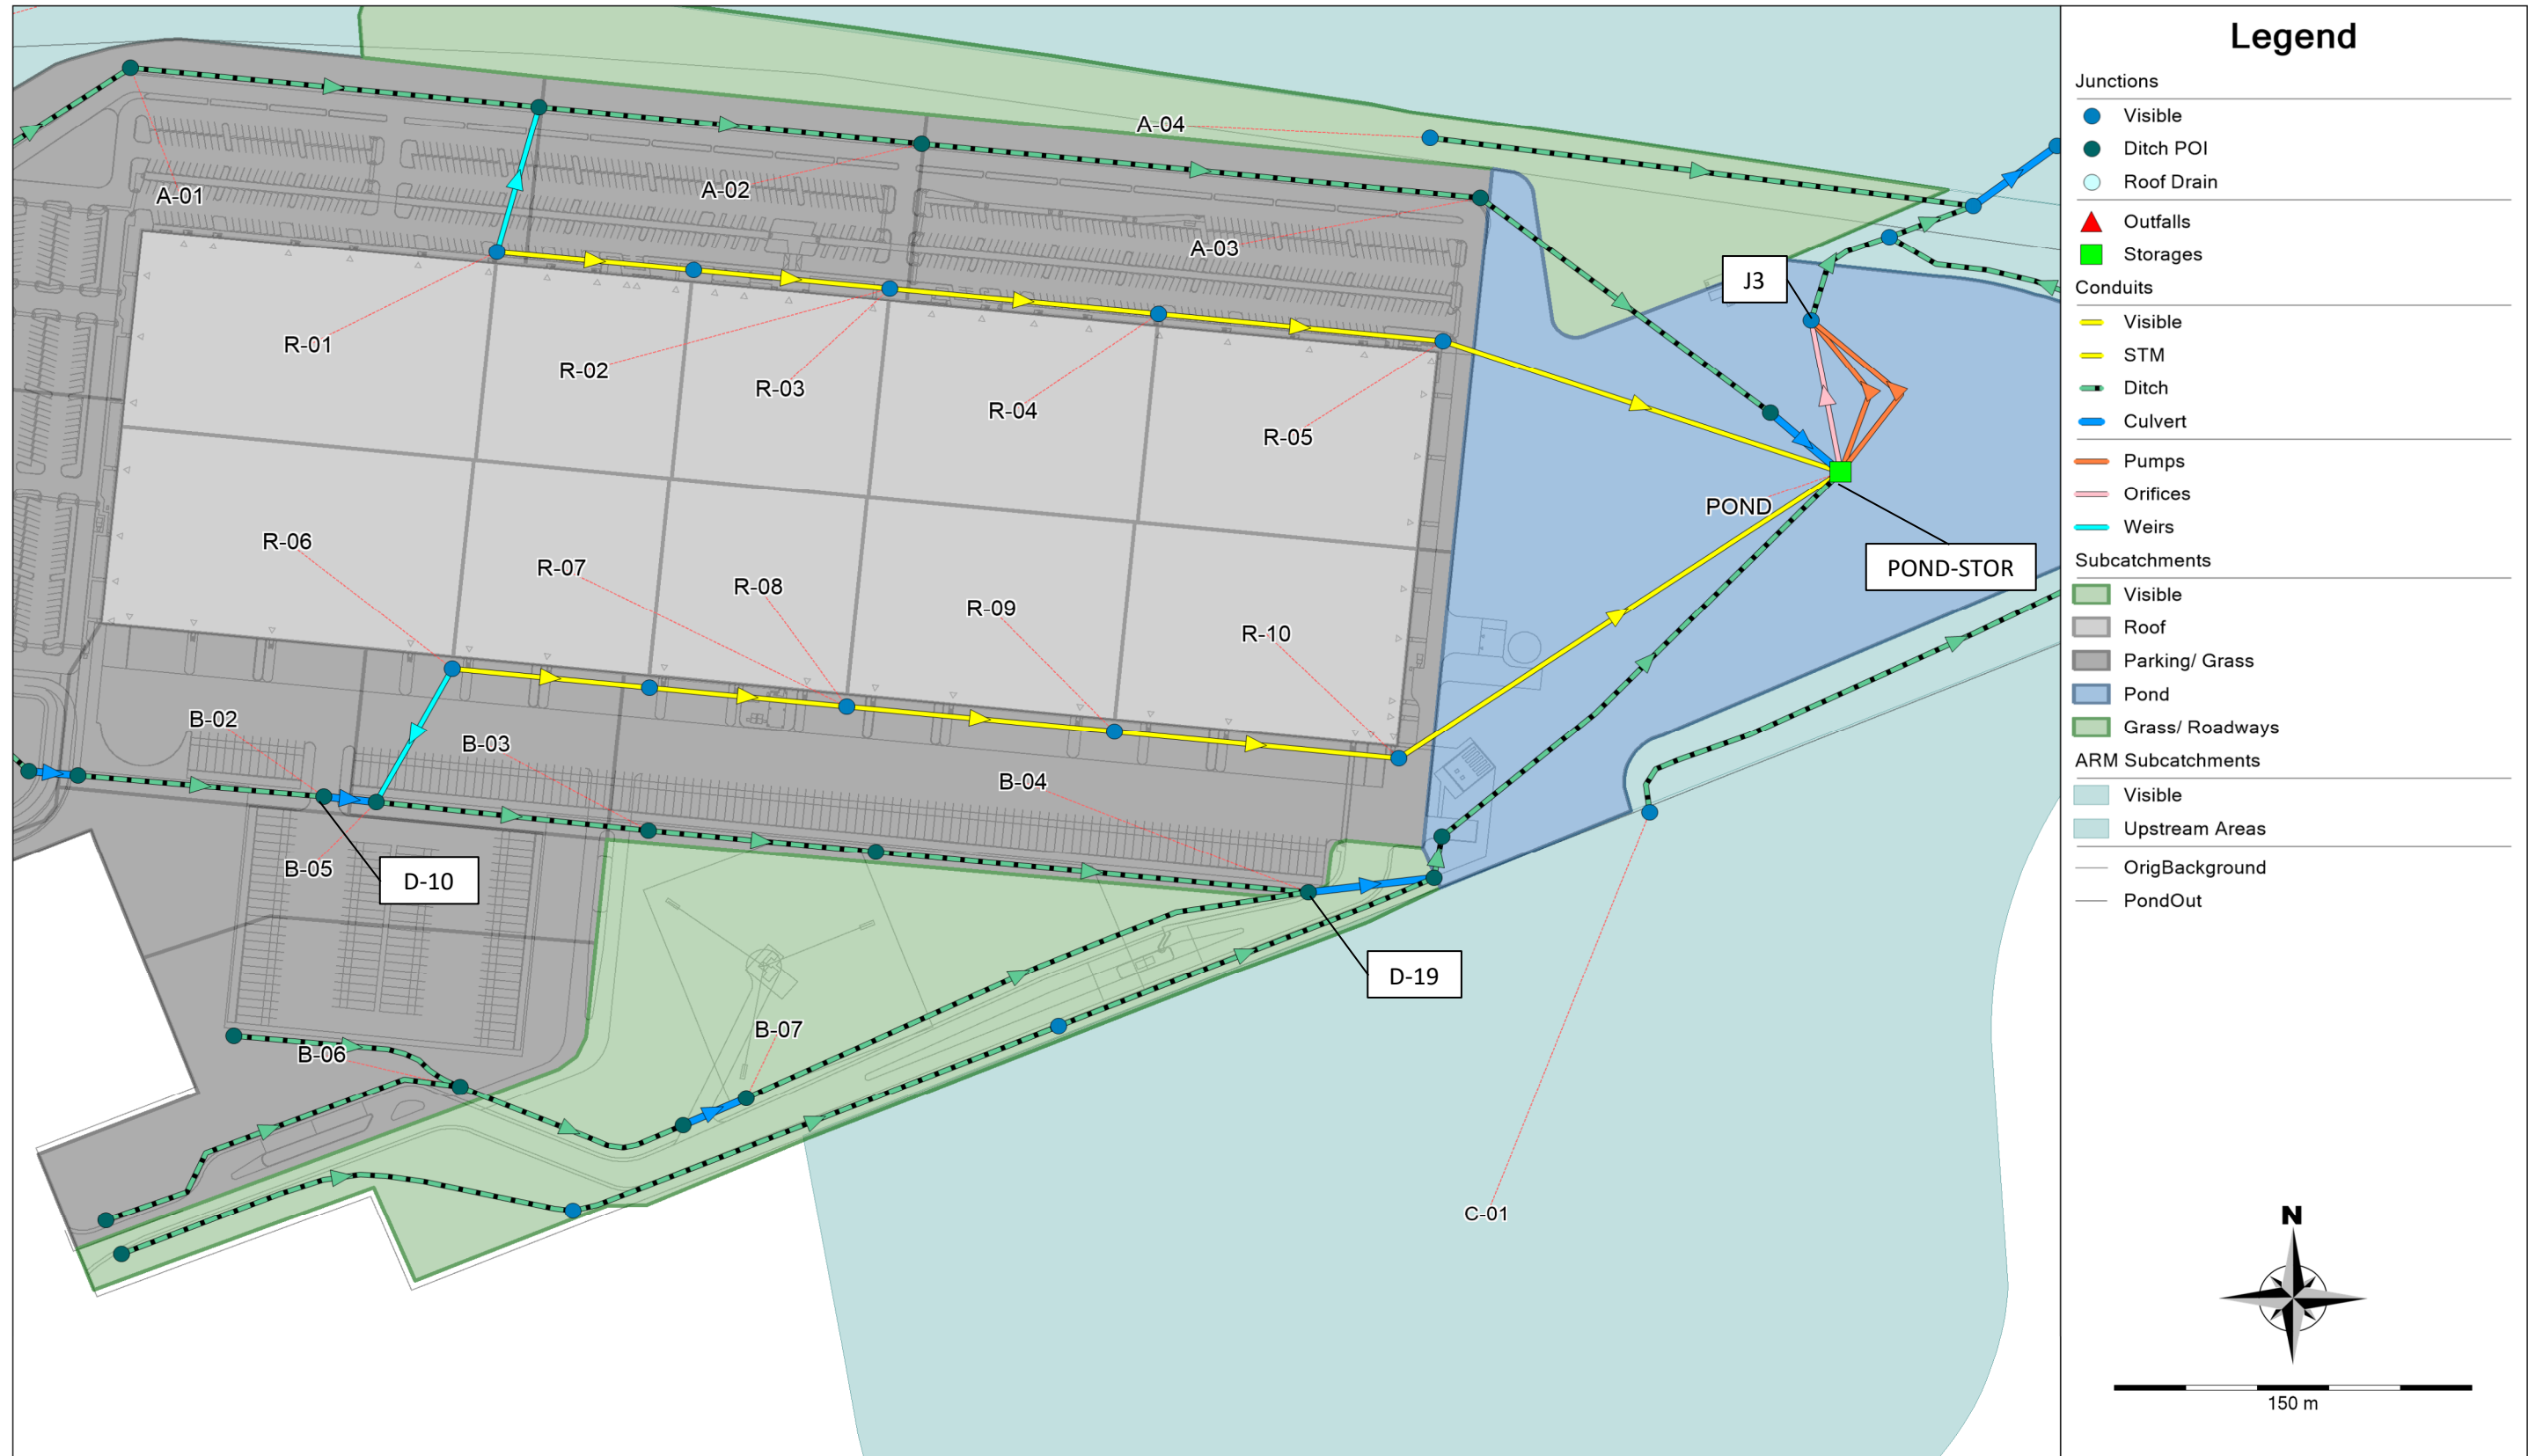 A-01
A-02
A-03
A-04
R-01
R-02
R-03
R-04
R-05
J3
POND
POND-STOR
R-06
R-07
R-08
R-09
R-10
B-02
B-03
B-04
B-05
D-10
D-19
B-06
B-07
C-01
Legend
Junctions
Visible
Ditch POI
Roof Drain
Outfalls
Storages
Conduits
Visible
STM
Ditch
Culvert
Pumps
Orifices
Weirs
Subcatchments
Visible
Roof
Parking/ Grass
Pond
Grass/ Roadways
ARM Subcatchments
Visible
Upstream Areas
OrigBackground
PondOut
N
150 m